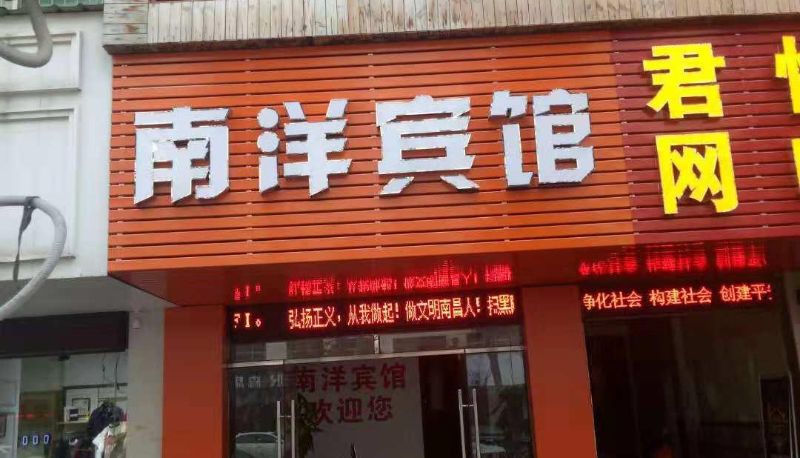 南洋宾馆
君
网
弘扬正义，从我做起！做文明南昌人！扫黑
净化社会 构建社会 创建平安
南洋宾馆
欢迎您